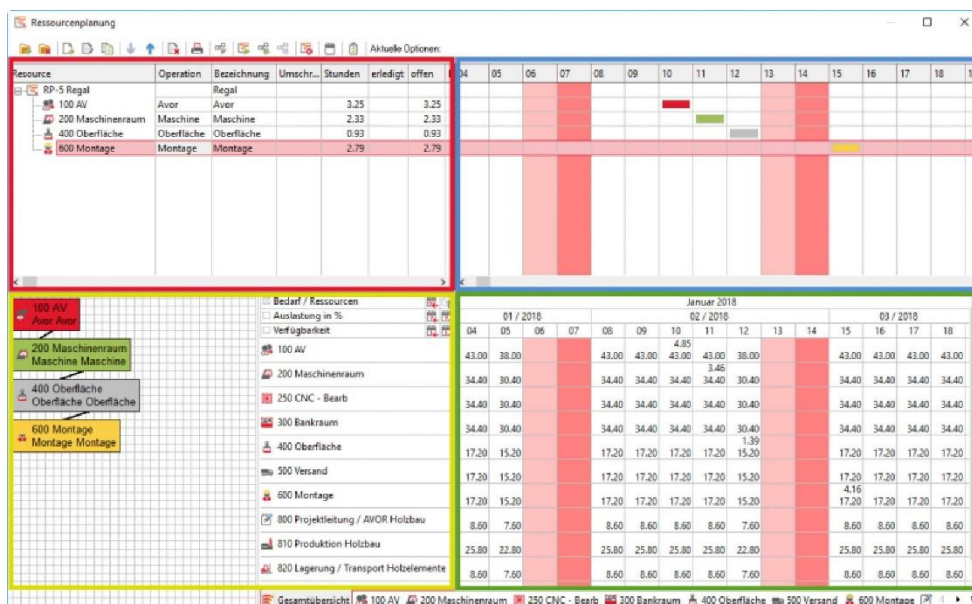 Ressourcenplanung
Aktuelle Optionen:
Resource Operation Bezeichnung Umschr... Stunden erledigt offen
RP-5 Regal Regal
100 AV Avor Avor 3.25 3.25
200 Maschinenraum Maschine Maschine 2.33 2.33
400 Oberfläche Oberfläche Oberfläche 0.93 0.93
600 Montage Montage Montage 2.79 2.79
04 05 06 07 08 09 10 11 12 13 14 15 16 17 18
100 AV
Avor Avor
200 Maschinenraum
Maschine Maschine
400 Oberfläche
Oberfläche Oberfläche
600 Montage
Montage Montage
Bedarf / Ressourcen
Auslastung in %
Verfügbarkeit
Januar 2018
01 / 2018 02 / 2018 03 / 2018
04 05 06 07 08 09 10 11 12 13 14 15 16 17 18
4.85
100 AV 43.00 38.00 43.00 43.00 43.00 43.00 38.00 43.00 43.00 43.00 43.00
3.46
200 Maschinenraum 34.40 30.40 34.40 34.40 34.40 34.40 30.40 34.40 34.40 34.40 34.40
250 CNC - Bearb 34.40 30.40 34.40 34.40 34.40 34.40 30.40 34.40 34.40 34.40 34.40
300 Bankraum 34.40 30.40 34.40 34.40 34.40 34.40 30.40 34.40 34.40 34.40 34.40
1.39
400 Oberfläche 17.20 15.20 17.20 17.20 17.20 17.20 15.20 17.20 17.20 17.20 17.20
500 Versand 17.20 15.20 17.20 17.20 17.20 17.20 15.20 17.20 17.20 17.20 17.20
4.16
600 Montage 17.20 15.20 17.20 17.20 17.20 17.20 15.20 17.20 17.20 17.20 17.20
800 Projektleitung / AVOR Holzbau 8.60 7.60 8.60 8.60 8.60 8.60 7.60 8.60 8.60 8.60 8.60
810 Produktion Holzbau 25.80 22.80 25.80 25.80 25.80 25.80 22.80 25.80 25.80 25.80 25.80
820 Lagerung / Transport Holzelemente 8.60 7.60 8.60 8.60 8.60 8.60 7.60 8.60 8.60 8.60 8.60
Gesamtübersicht 100 AV 200 Maschinenraum 250 CNC - Bearb 300 Bankraum 400 Oberfläche 500 Versand 600 Montage